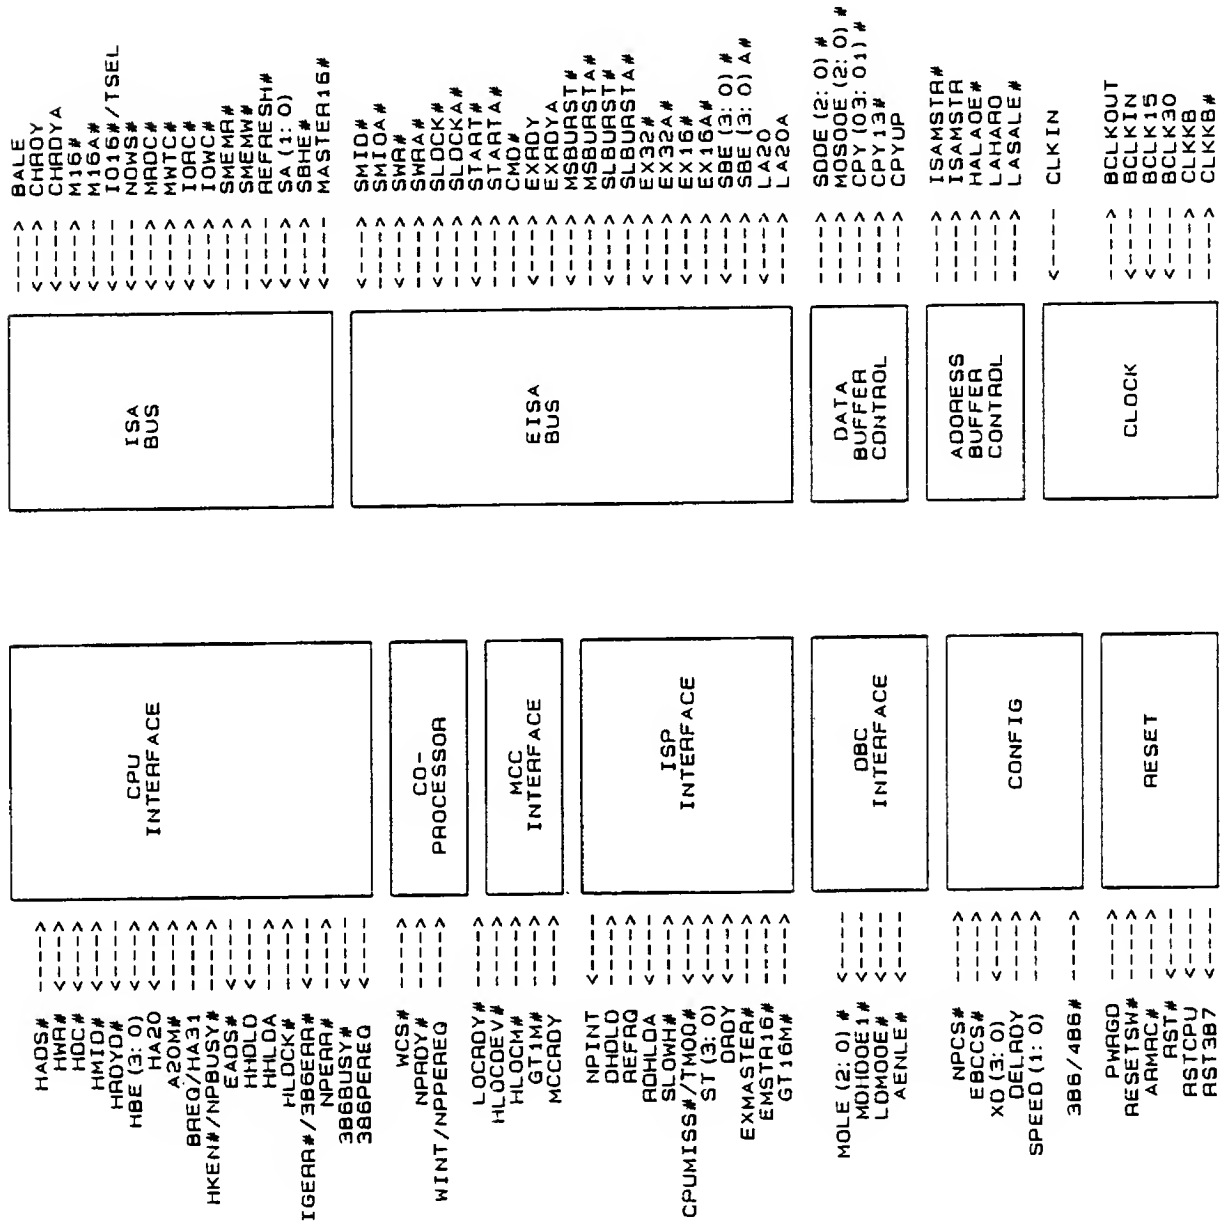 HADS#
HWR#
HDC#
HMIO#
HRDYO#
HBE (3: 0)
HA20
A20M#
BREQ/HA31
HKEN#/NPBUSY#
EADS#
HHOLD
HHLDA
HLOCK#
IGERR#/386ERR#
NPERR#
386BUSY#
386PEREQ
CPU
INTERFACE
WCS#
NPRDY#
WINT/NPPEREQ
CO-
PROCESSOR
LOCRDY#
HLOCDEV#
HLOCM#
GT1M#
MCCRDY
MCC
INTERFACE
NPINT
DHOLD
REFRQ
RDHLDA
SLOWH#
CPUMISS#/TMOD#
ST (3: 0)
DRDY
EXMASTER#
EMSTR16#
GT16M#
ISP
INTERFACE
MOLE (2: 0) #
MDHOE1#
LDMOOE#
AENLE#
DBC
INTERFACE
NPCS#
EBCCS#
XD (3: 0)
DELRDY
SPEED (1: 0)
386/486#
CONFIG
PWRGD
RESETSW#
ARMRC#
RST#
RSTCPU
RST387
RESET
ISA
BUS
BALE
CHRDY
CHRDYA
M16#
M16A#
IO16#/TSEL
NOWS#
MRDC#
MWTC#
IORC#
IOWC#
SMEMR#
SMEMW#
REFRESH#
SA (1: 0)
SBHE#
MASTER16#
EISA
BUS
SMIO#
SMIOA#
SWR#
SWRA#
SLOCK#
SLOCKA#
START#
STARTA#
CMD#
EXRDY
EXRDYA
MSBURST#
MSBURSTA#
SLBURST#
SLBURSTA#
EX32#
EX32A#
EX16#
EX16A#
SBE (3: 0) #
SBE (3: 0) A#
LA20
LA20A
DATA
BUFFER
CONTROL
SDOE (2: 0) #
MDSDOE (2: 0) #
CPY (03: 01) #
CPY13#
CPYUP
ADDRESS
BUFFER
CONTROL
ISAMSTR#
ISAMSTR
HALAOE#
LAHARD
LASALE#
CLOCK
CLKIN
BCLKOUT
BCLKIN
BCLK15
BCLK30
CLKKB
CLKKB#